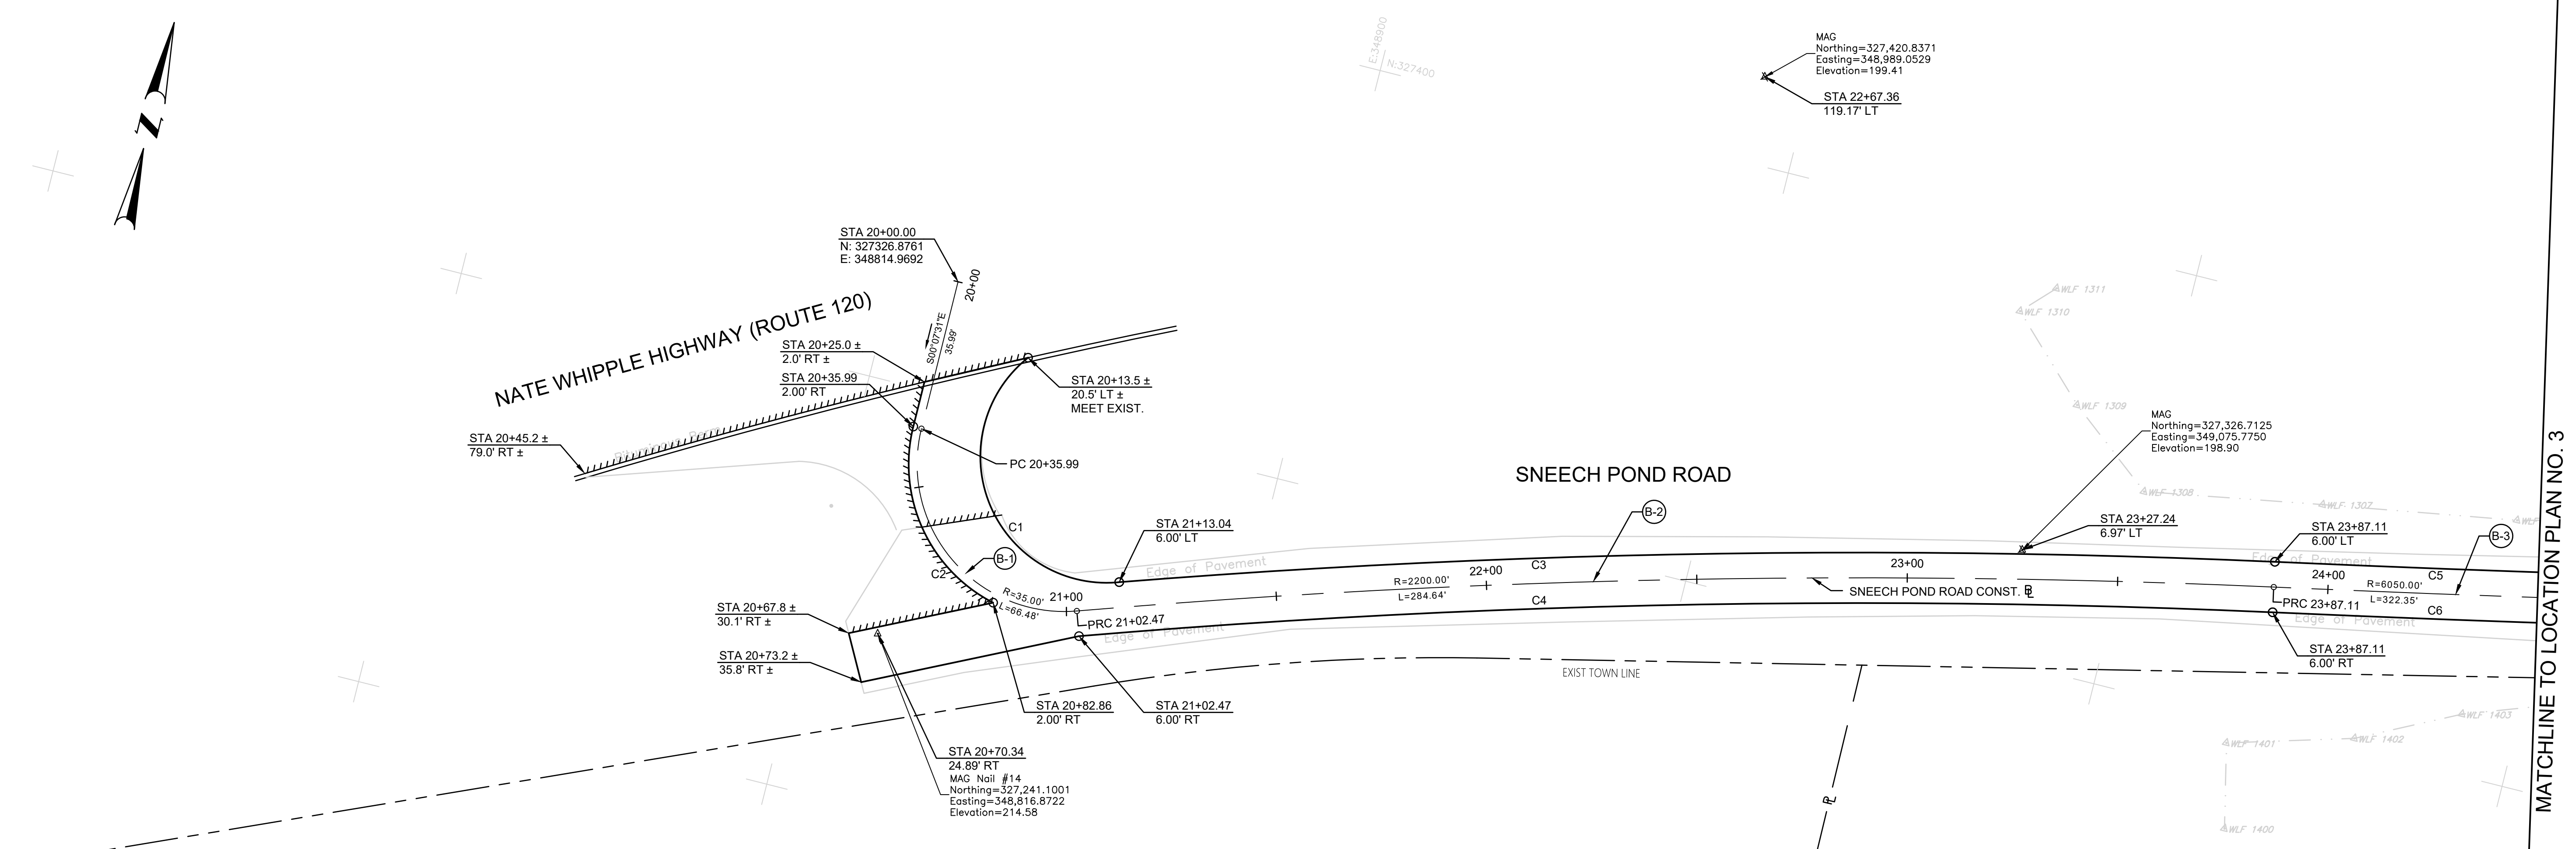 E:348900
N:327400
MAG
Northing=327,420.8371
Easting=348,989.0529
Elevation=199.41
STA 22+67.36
119.17' LT
N
STA 20+00.00
N: 327326.8761
E: 348814.9692
20+00
NATE WHIPPLE HIGHWAY (ROUTE 120)
S00°07'31"E
35.99'
STA 20+25.0 ±
2.0' RT ±
STA 20+35.99
2.00' RT
STA 20+13.5 ±
20.5' LT ±
MEET EXIST.
STA 20+45.2 ±
79.0' RT ±
PC 20+35.99
SNEECH POND ROAD
WLF 1311
WLF 1310
WLF 1309
WLF 1308
WLF 1307
WLF
MAG
Northing=327,326.7125
Easting=349,075.7750
Elevation=198.90
STA 23+27.24
6.97' LT
STA 23+87.11
6.00' LT
B-3
B-2
STA 21+13.04
6.00' LT
C1
B-1
C2
Edge of Pavement
C3
22+00
R=2200.00'
L=284.64'
C4
23+00
SNEECH POND ROAD CONST. BL
Edge of Pavement
24+00
R=6050.00'
L=322.35'
C5
C6
PRC 23+87.11
Edge of Pavement
R=35.00'
L=66.48'
21+00
PRC 21+02.47
Edge of Pavement
STA 20+67.8 ±
30.1' RT ±
STA 20+73.2 ±
35.8' RT ±
STA 23+87.11
6.00' RT
EXIST TOWN LINE
STA 20+82.86
2.00' RT
STA 21+02.47
6.00' RT
STA 20+70.34
24.89' RT
MAG Nail #14
Northing=327,241.1001
Easting=348,816.8722
Elevation=214.58
PL
WLF 1403
WLF 1402
WLF 1401
WLF 1400
MATCHLINE TO LOCATION PLAN NO. 3